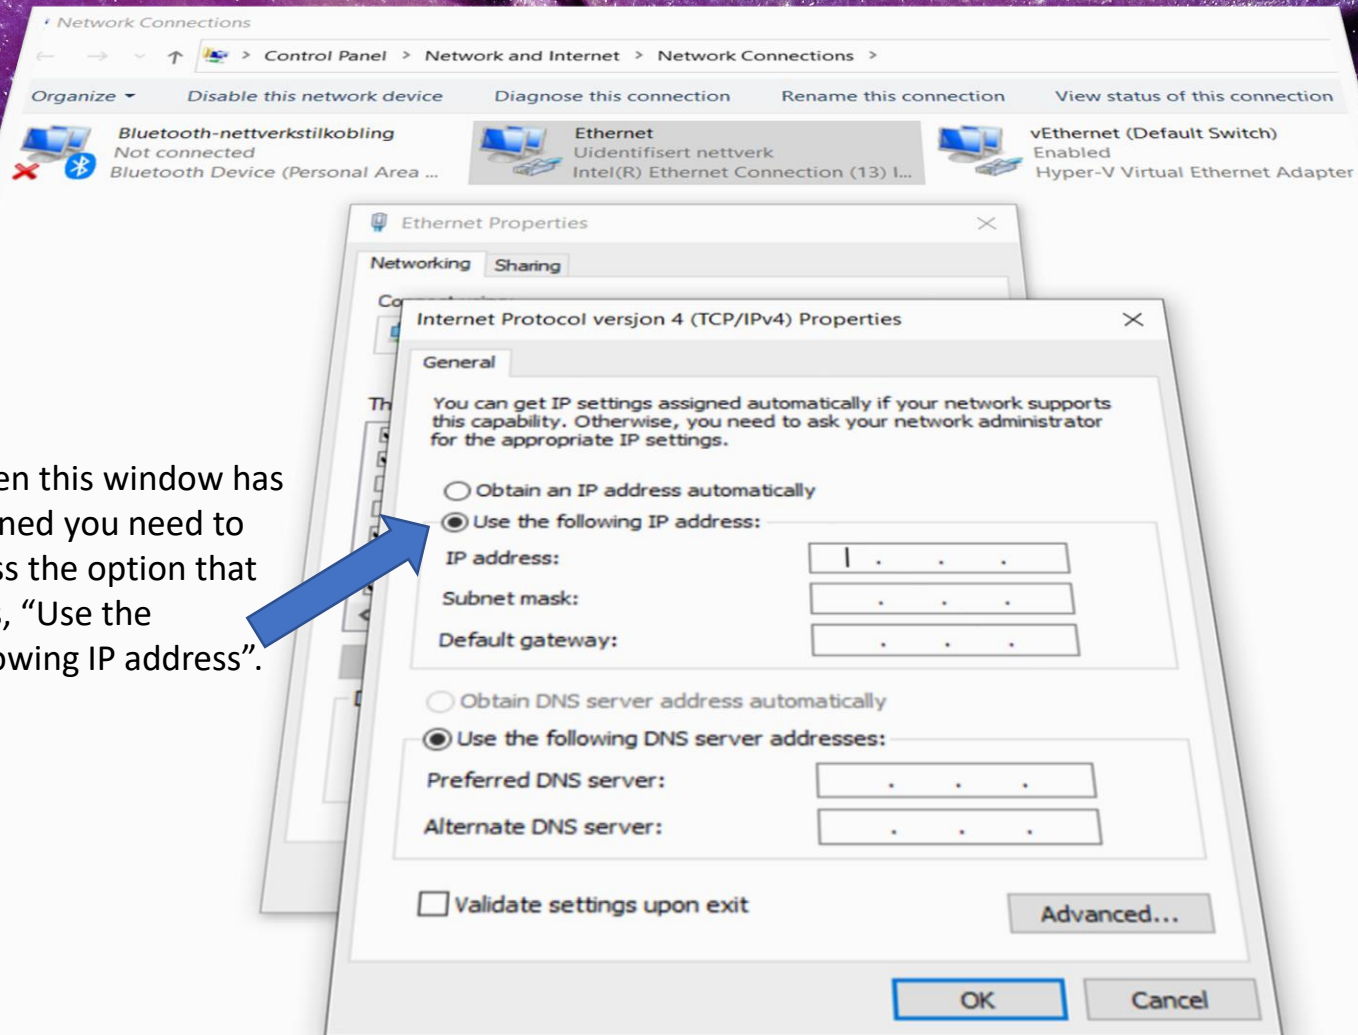 Network Connections
Control Panel > Network and Internet > Network Connections >
Organize Disable this network device Diagnose this connection Rename this connection View status of this connection
Bluetooth-nettverkstilkobling
Not connected
Bluetooth Device (Personal Area ...
Ethernet
Uidentifisert nettverk
Intel(R) Ethernet Connection (13) I...
vEthernet (Default Switch)
Enabled
Hyper-V Virtual Ethernet Adapter
Ethernet Properties
Networking Sharing
Internet Protocol versjon 4 (TCP/IPv4) Properties
General
You can get IP settings assigned automatically if your network supports
this capability. Otherwise, you need to ask your network administrator
for the appropriate IP settings.
Obtain an IP address automatically
Use the following IP address:
IP address:
Subnet mask:
Default gateway:
Obtain DNS server address automatically
Use the following DNS server addresses:
Preferred DNS server:
Alternate DNS server:
Validate settings upon exit
Advanced...
OK Cancel
en this window has
ned you need to
ss the option that
s, “Use the
owing IP address”.